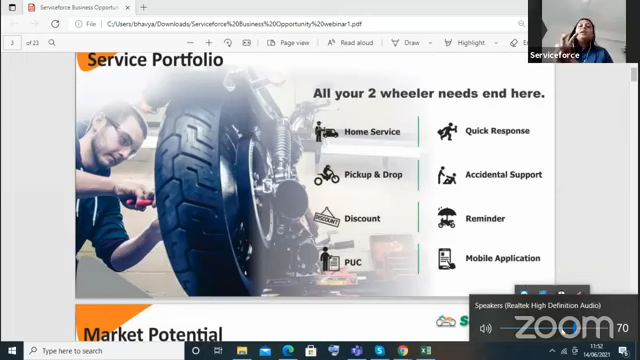 Serviceforce Business Opportu
C:/Users/bhavya/Downloads/Serviceforce%20Business%20Opportunity%20webinar1.pdf
3 of 23
Page view
Read aloud
Draw
Highlight
Serviceforce
Service Portfolio
All your 2 wheeler needs end here.
Home Service
Quick Response
Pickup & Drop
Accidental Support
DISCOUNT
Discount
Reminder
PUC
Mobile Application
Market Potential
Speakers (Realtek High Definition Audio)
70
zoom
Type here to search
11:52
14/06/2021